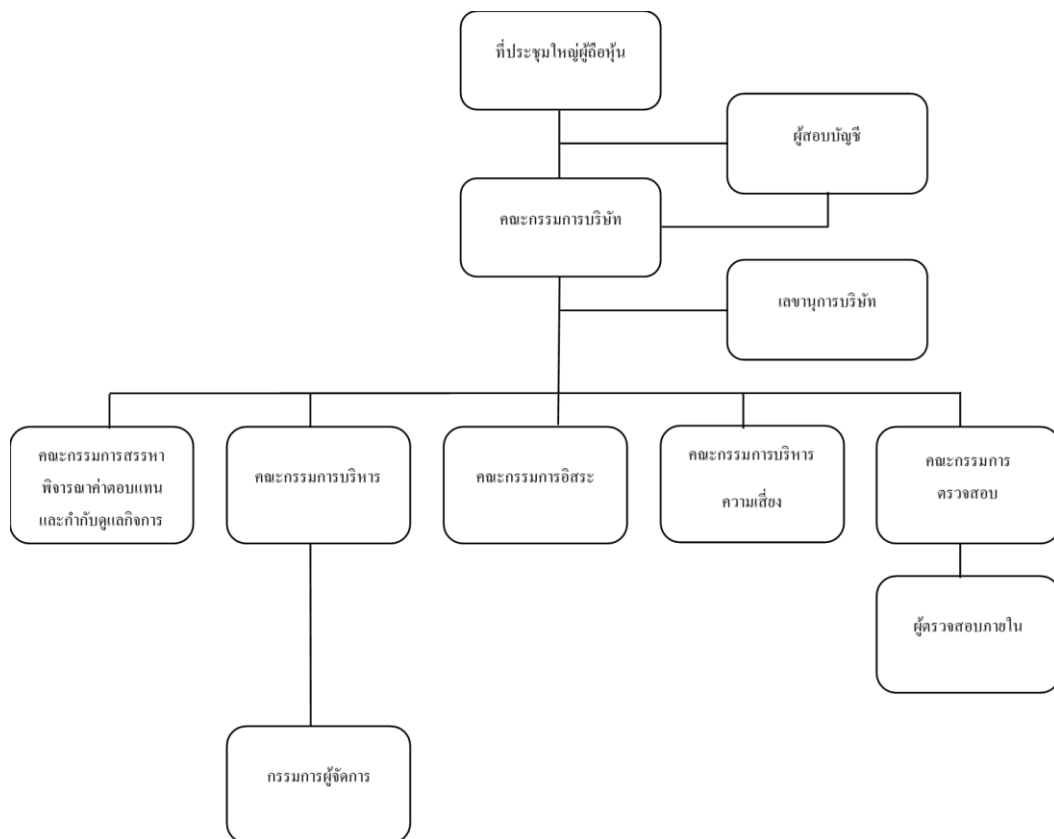 ที่ประชุมใหญ่ผู้ถือหุ้น
ผู้สอบบัญชี
คณะกรรมการบริษัท
เลขานุการบริษัท
คณะกรรมการสรรหา
พิจารณาค่าตอบแทน
และกำกับดูแลกิจการ
คณะกรรมการบริหาร
คณะกรรมการอิสระ
คณะกรรมการบริหาร
ความเสี่ยง
คณะกรรมการ
ตรวจสอบ
ผู้ตรวจสอบภายใน
กรรมการผู้จัดการ